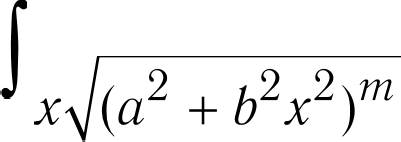 ∫ x√(a² + b²x²)ᵐ